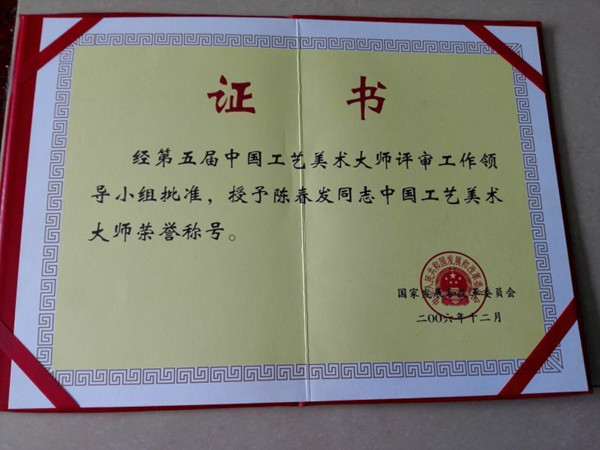 证书
经第五届中国工艺美术大师评审工作领
导小组批准，授予陈春发同志中国工艺美术
大师荣誉称号。
国家发展和改革委员会
二〇〇六年十二月